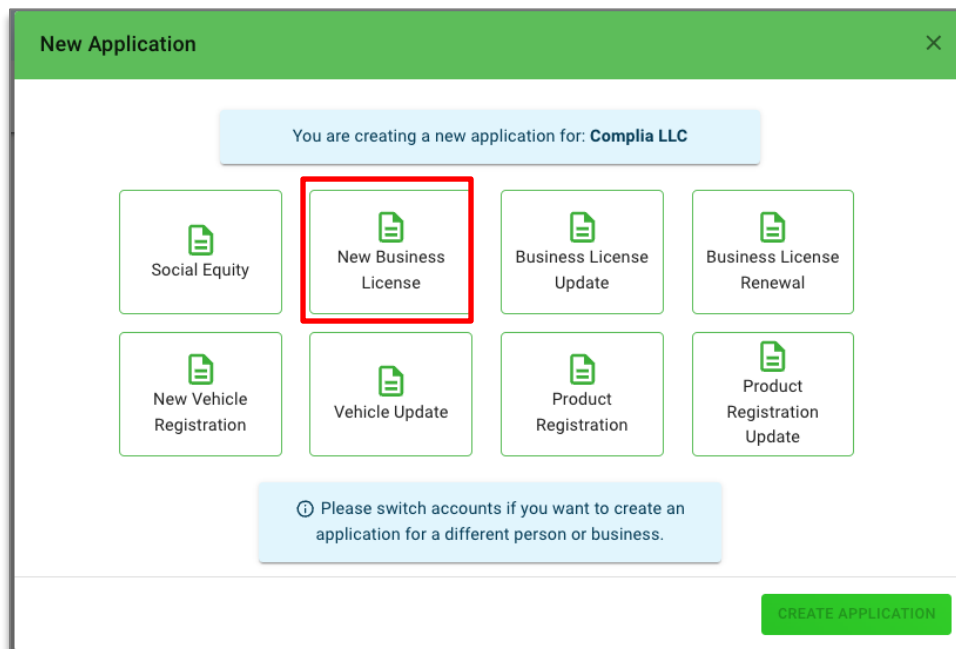 New Application
You are creating a new application for: Complia LLC
Social Equity
New Business
License
Business License
Update
Business License
Renewal
New Vehicle
Registration
Vehicle Update
Product
Registration
Product
Registration
Update
Please switch accounts if you want to create an
application for a different person or business.
CREATE APPLICATION